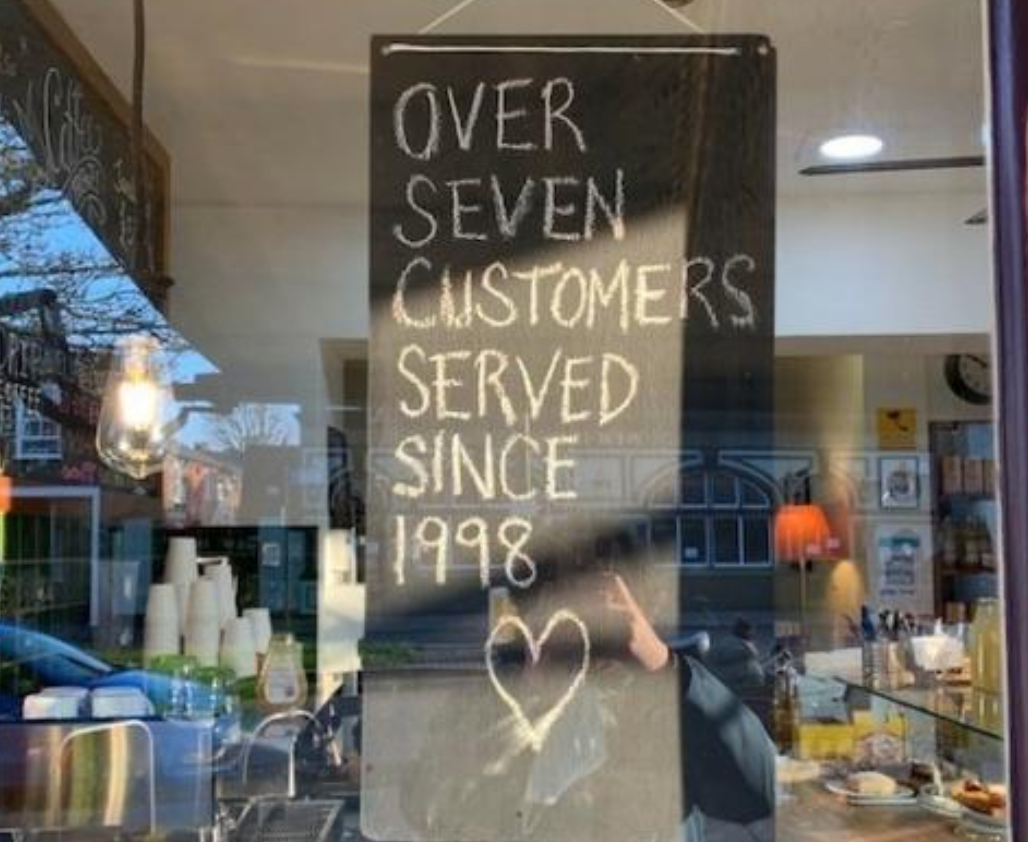 OVER
SEVEN
CUSTOMERS
SERVED
SINCE
1998